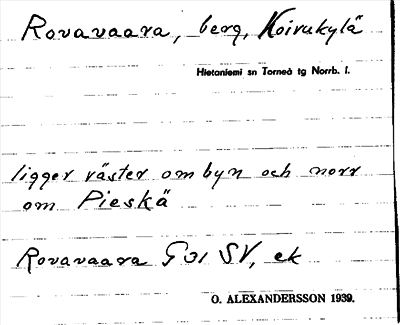 Rovavaara, berg, Koivukylä
Hietaniemi sn Torneå tg Norrb. l.
ligger väster om byn och norr
om Pieskä
Rovavaara G31 SV, ek
O. ALEXANDERSSON 1939.